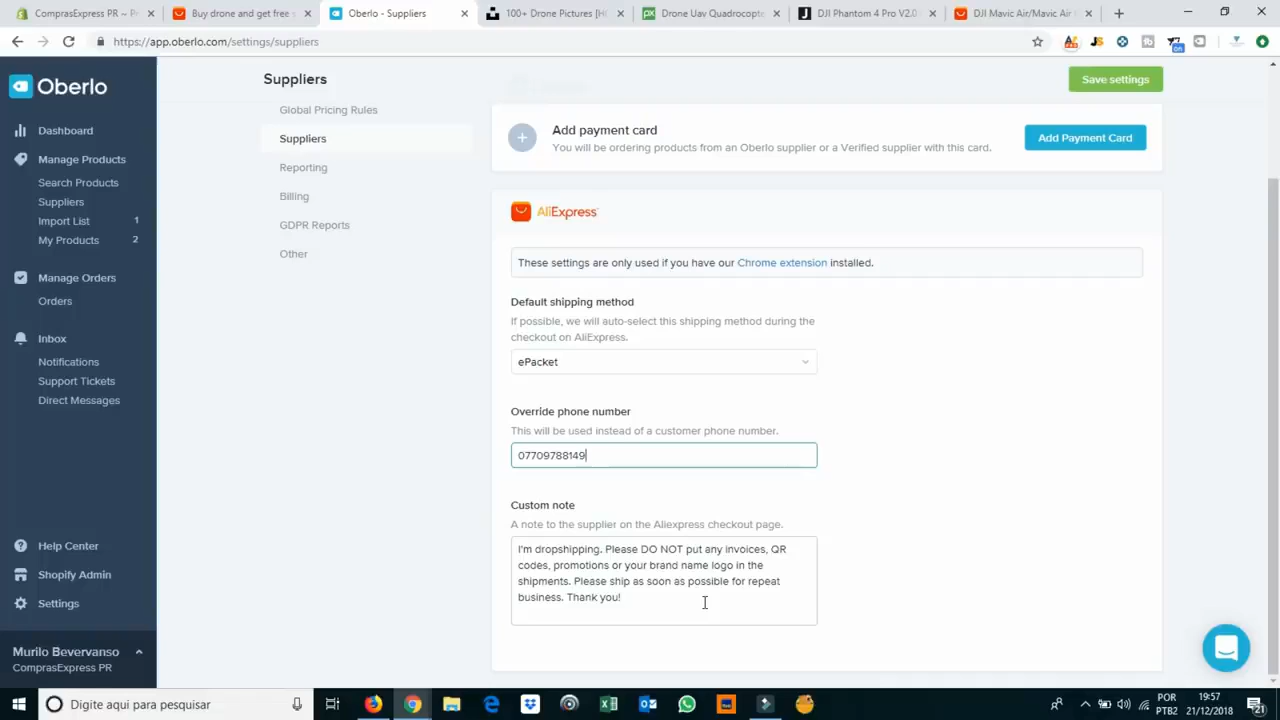 ComprasExpress PR ~ Pr
Buy drone and get free s
Oberlo - Suppliers
100+ Drone Pictures [H
Drone Uav Quadrocopt
DJI Phantom 4 Pro V2.0
DJI Mavic Air/Mavic Air
https://app.oberlo.com/settings/suppliers
Oberlo
Dashboard
Manage Products
Search Products
Suppliers
Import List 1
My Products 2
Manage Orders
Orders
Inbox
Notifications
Support Tickets
Direct Messages
Help Center
Shopify Admin
Settings
Murilo Bevervanso
ComprasExpress PR
Suppliers
Save settings
Global Pricing Rules
Suppliers
Reporting
Billing
GDPR Reports
Other
Add payment card
You will be ordering products from an Oberlo supplier or a Verified supplier with this card.
Add Payment Card
AliExpress
These settings are only used if you have our Chrome extension installed.
Default shipping method
If possible, we will auto-select this shipping method during the
checkout on AliExpress.
ePacket
Override phone number
This will be used instead of a customer phone number.
07709788149
Custom note
A note to the supplier on the Aliexpress checkout page.
I'm dropshipping. Please DO NOT put any invoices, QR
codes, promotions or your brand name logo in the
shipments. Please ship as soon as possible for repeat
business. Thank you!
Digite aqui para pesquisar
POR
PTB2
19:57
21/12/2018
21